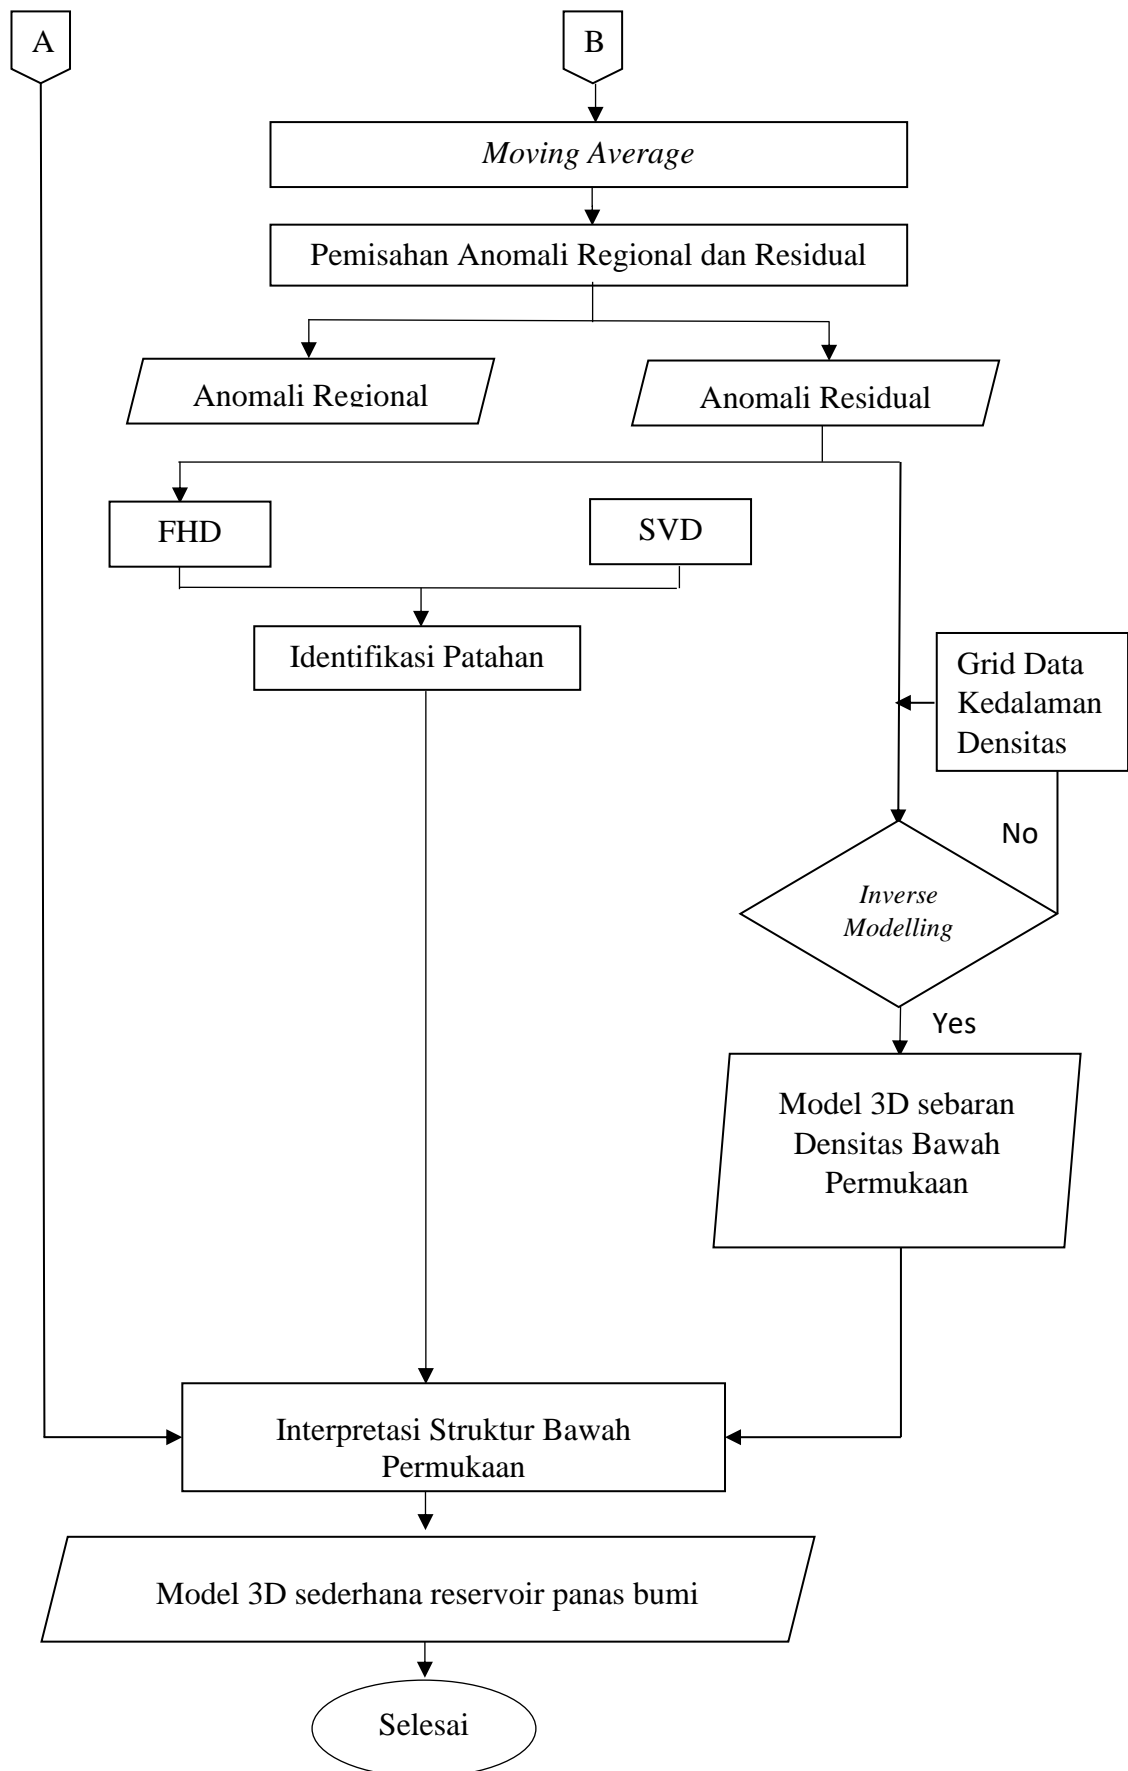 A
B
Moving Average
Pemisahan Anomali Regional dan Residual
Anomali Regional
Anomali Residual
FHD
SVD
Identifikasi Patahan
Grid Data
Kedalaman
Densitas
No
Inverse
Modelling
Yes
Model 3D sebaran
Densitas Bawah
Permukaan
Interpretasi Struktur Bawah
Permukaan
Model 3D sederhana reservoir panas bumi
Selesai